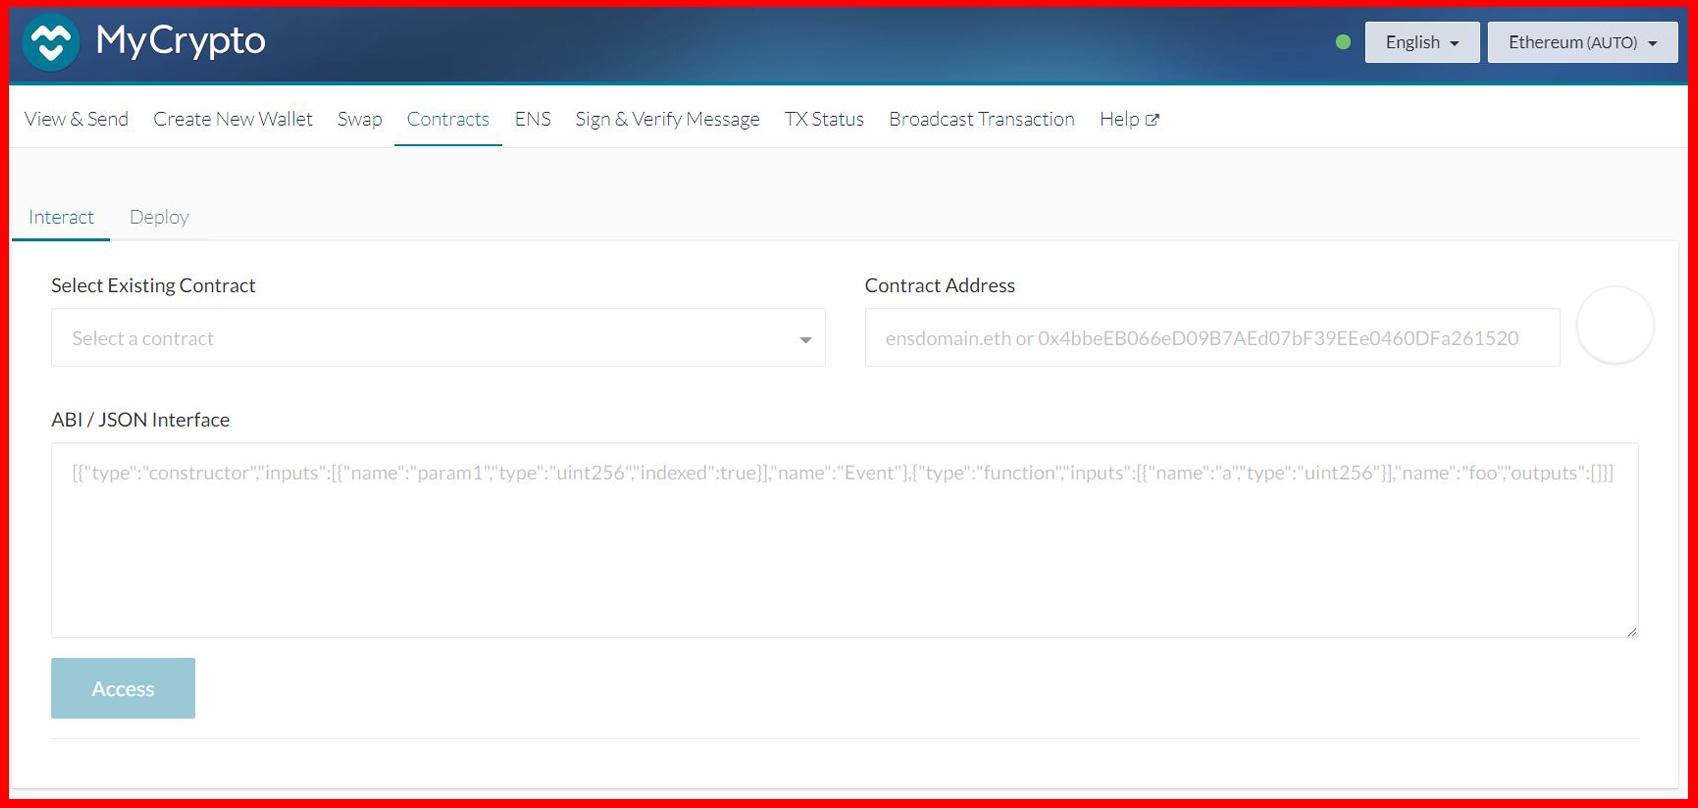 MyCrypto
English
Ethereum (AUTO)
View & Send Create New Wallet Swap Contracts ENS Sign & Verify Message TX Status Broadcast Transaction Help
Interact Deploy
Select Existing Contract
Contract Address
Select a contract
ensdomain.eth or 0x4bbeEB066eD09B7AEd07bF39EEe0460DFa261520
ABI / JSON Interface
[{"type":"constructor","inputs":[{"name":"param1","type":"uint256","indexed":true}],"name":"Event"},{"type":"function","inputs":[{"name":"a","type":"uint256"}],"name":"foo","outputs":[]}]
Access